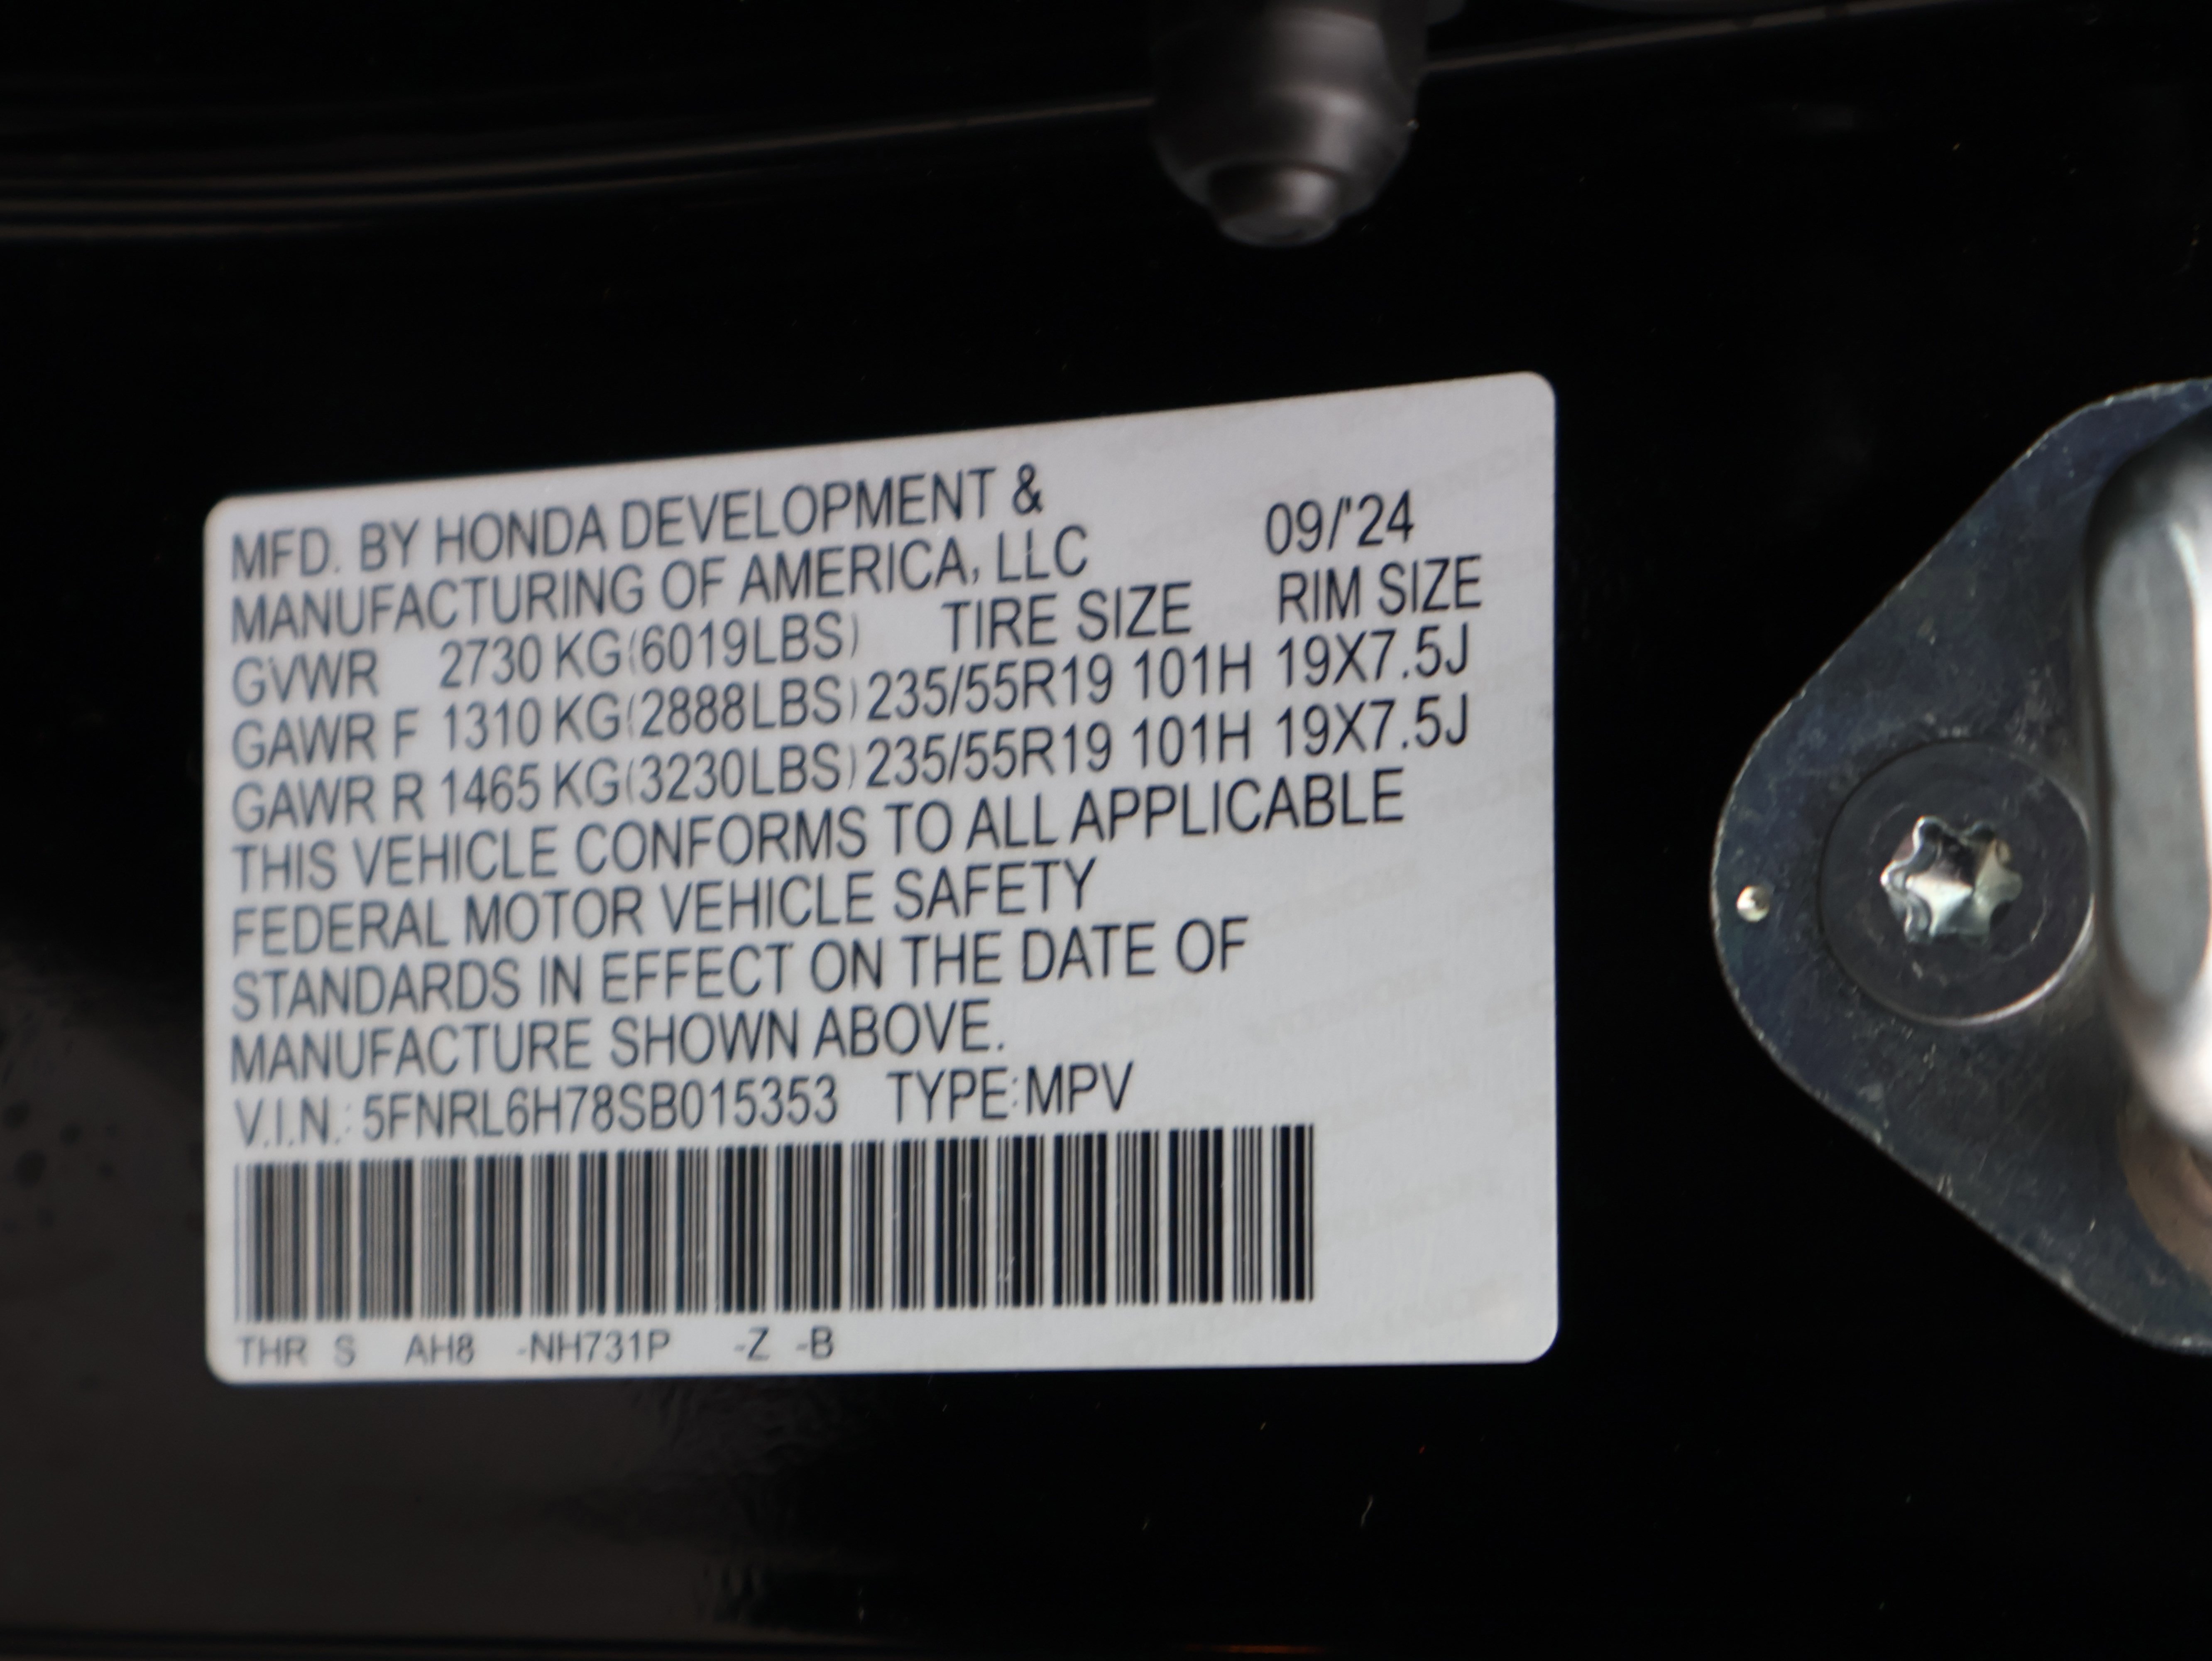 MFD. BY HONDA DEVELOPMENT &
MANUFACTURING OF AMERICA, LLC 09/'24
GVWR 2730 KG(6019LBS) TIRE SIZE RIM SIZE
GAWR F 1310 KG(2888LBS) 235/55R19 101H 19X7.5J
GAWR R 1465 KG(3230LBS) 235/55R19 101H 19X7.5J
THIS VEHICLE CONFORMS TO ALL APPLICABLE
FEDERAL MOTOR VEHICLE SAFETY
STANDARDS IN EFFECT ON THE DATE OF
MANUFACTURE SHOWN ABOVE.
V.I.N.: 5FNRL6H78SB015353 TYPE:MPV
THR S AH8 -NH731P -Z -B